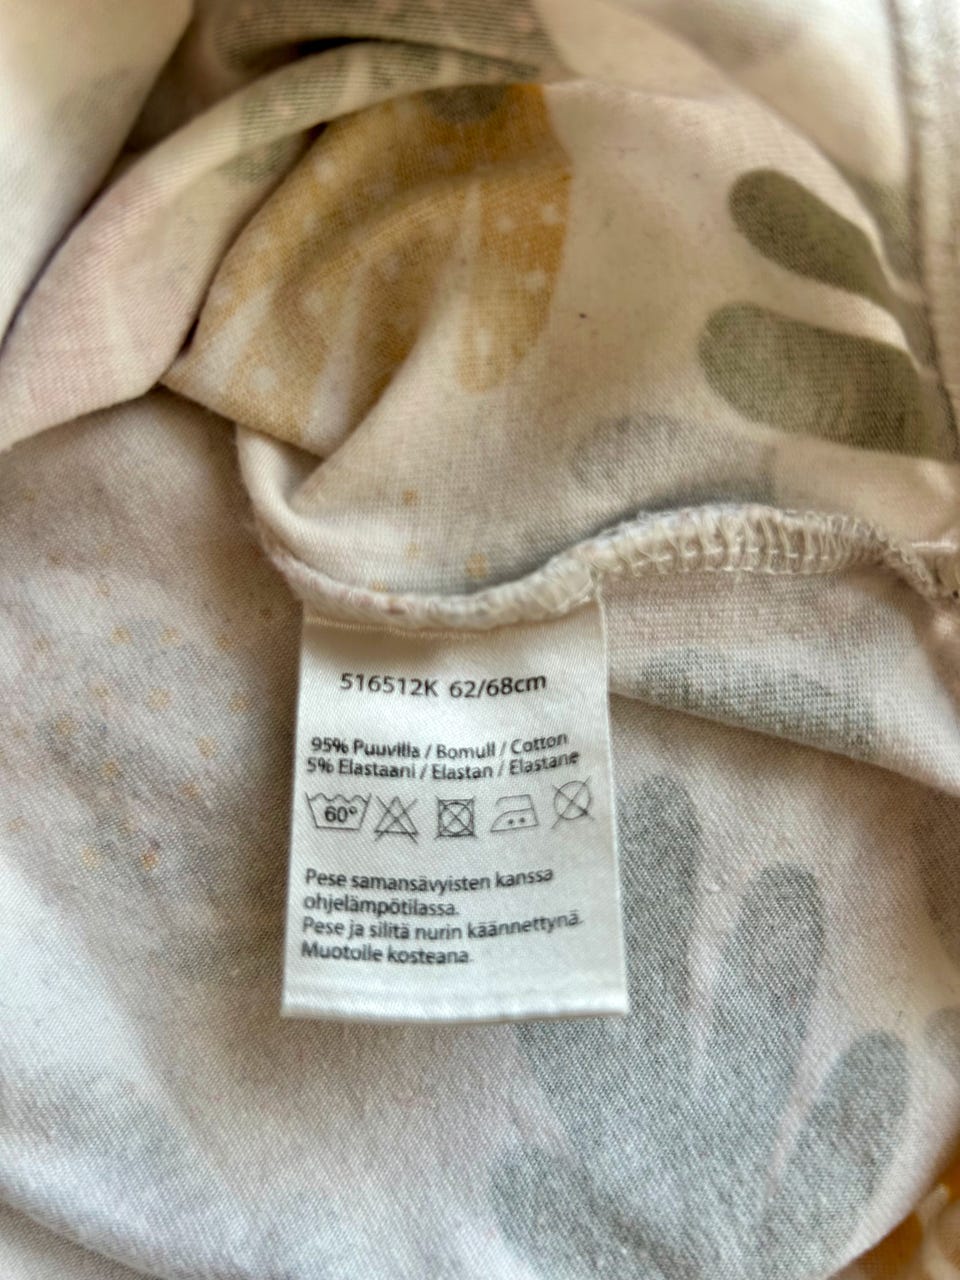 516512K 62/68cm
95% Puuvilla / Bomull / Cotton
5% Elastaani / Elastan / Elastane
60°
Pese samansävyisten kanssa
ohjelämpötilassa.
Pese ja silitä nurin käännettynä.
Muotoile kosteana.